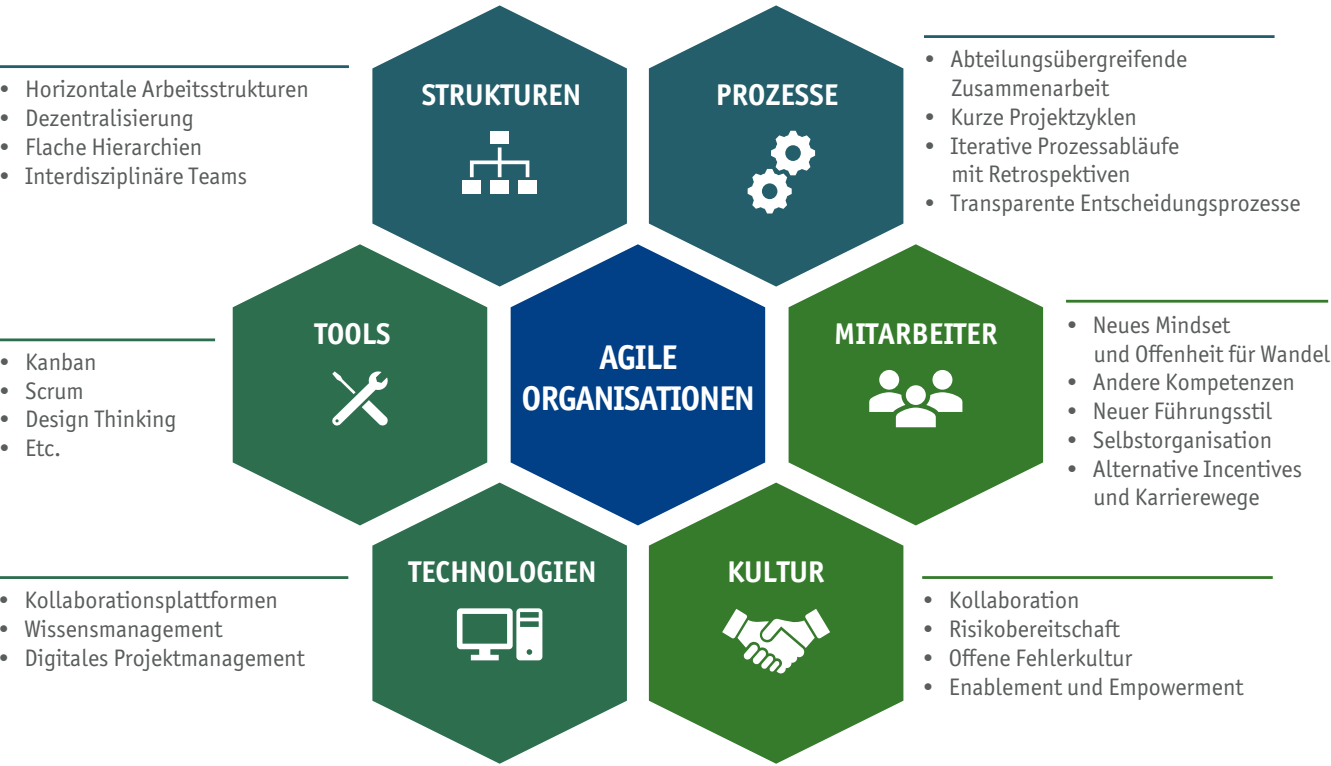 STRUKTUREN
• Horizontale Arbeitsstrukturen
• Dezentralisierung
• Flache Hierarchien
• Interdisziplinäre Teams
PROZESSE
• Abteilungsübergreifende
Zusammenarbeit
• Kurze Projektzyklen
• Iterative Prozessabläufe
mit Retrospektiven
• Transparente Entscheidungsprozesse
TOOLS
• Kanban
• Scrum
• Design Thinking
• Etc.
AGILE
ORGANISATIONEN
MITARBEITER
• Neues Mindset
und Offenheit für Wandel
• Andere Kompetenzen
• Neuer Führungsstil
• Selbstorganisation
• Alternative Incentives
und Karrierewege
TECHNOLOGIEN
• Kollaborationsplattformen
• Wissensmanagement
• Digitales Projektmanagement
KULTUR
• Kollaboration
• Risikobereitschaft
• Offene Fehlerkultur
• Enablement und Empowerment